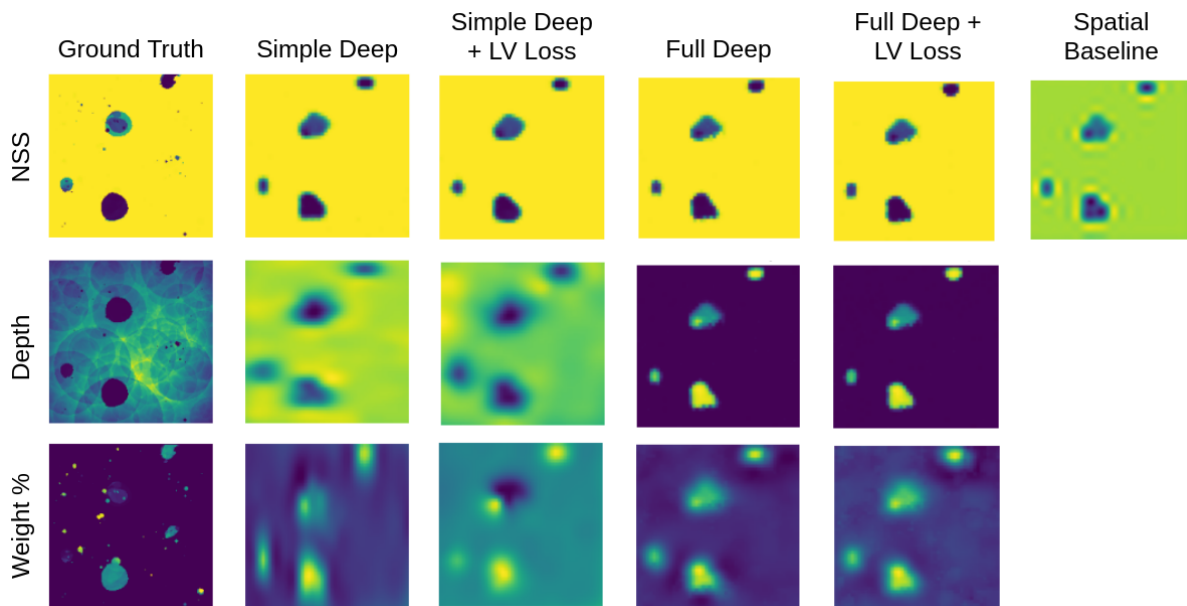 Ground Truth
Simple Deep
Simple Deep
+ LV Loss
Full Deep
Full Deep +
LV Loss
Spatial
Baseline
NSS
Depth
Weight %